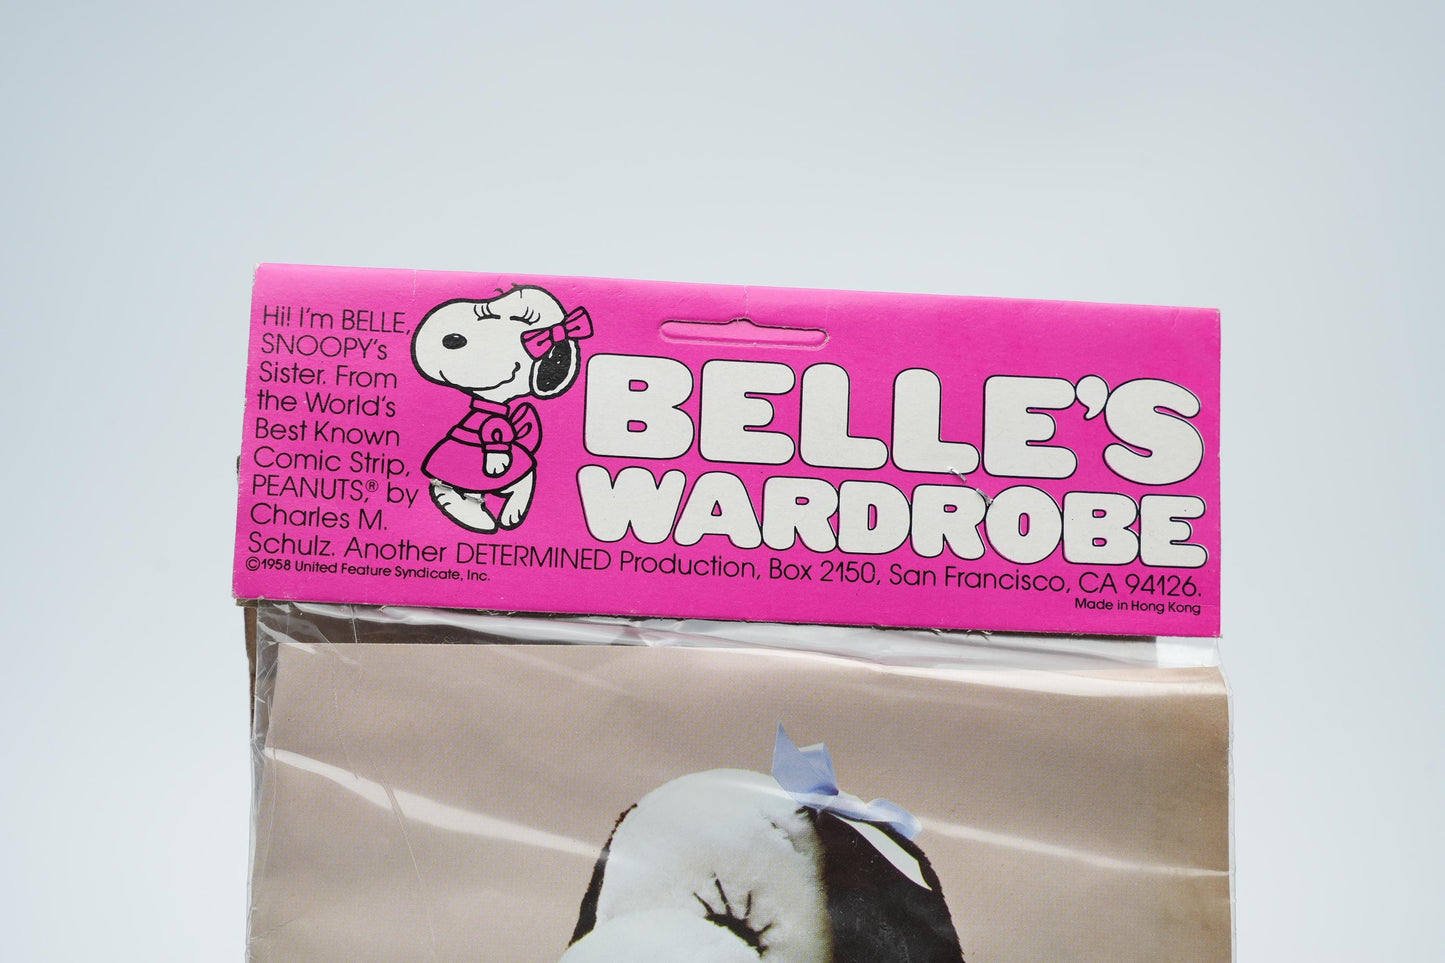 Hi! I'm BELLE,
SNOOPY's
Sister. From
the World's
Best Known
Comic Strip,
PEANUTS,® by
Charles M.
Schulz. Another DETERMINED Production, Box 2150, San Francisco, CA 94126.
©1958 United Feature Syndicate, Inc.
BELLE'S
WARDROBE
Made in Hong Kong